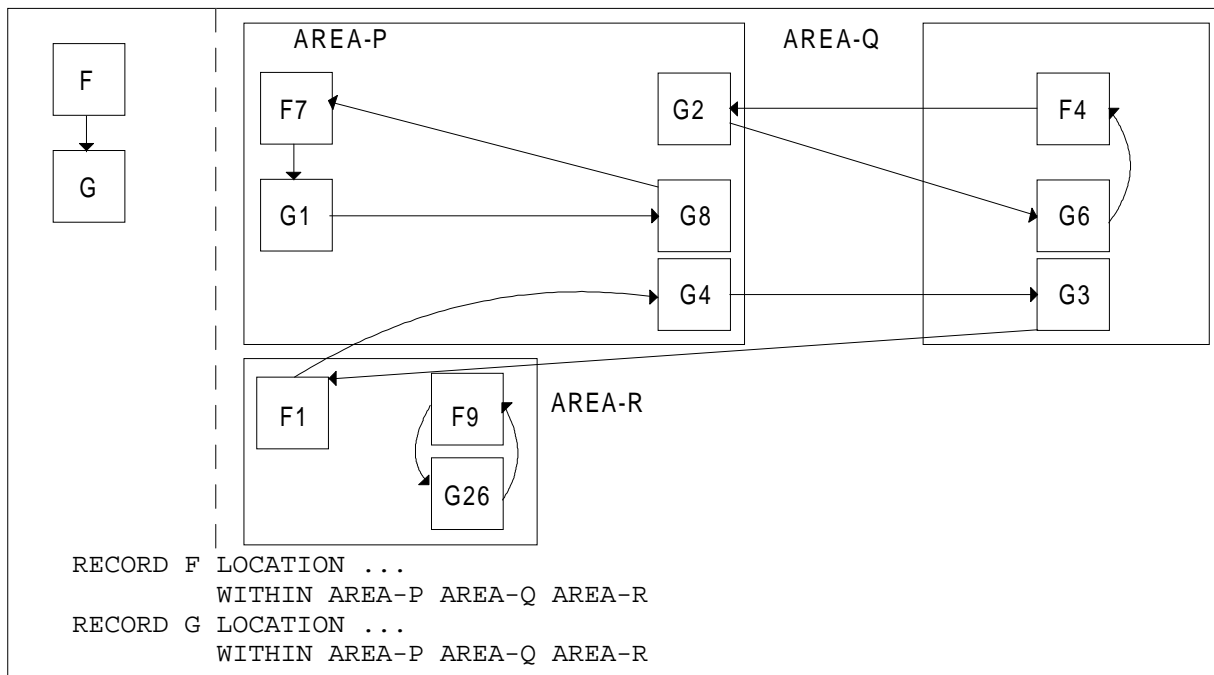 AREA-P
AREA-Q
F
F7
G2
F4
G
G1
G8
G6
G4
G3
F1
F9
AREA-R
G26
RECORD F LOCATION ...
WITHIN AREA-P AREA-Q AREA-R
RECORD G LOCATION ...
WITHIN AREA-P AREA-Q AREA-R